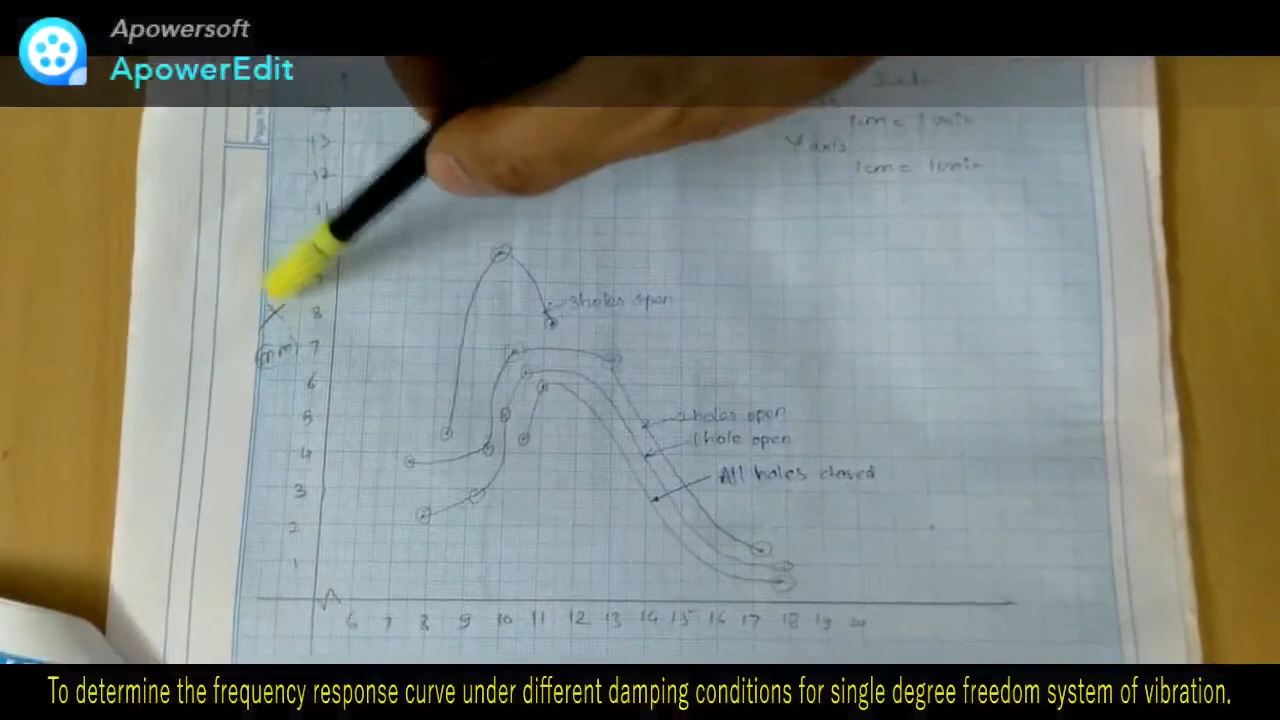 Apowersoft
ApowerEdit
1cm = 1unit
Y axis
1cm = 1unit
13
12
11
8
7
6
5
4
3
2
1
X
(mm)
3holes open
2holes open
1hole open
All holes closed
6 7 8 9 10 11 12 13 14 15 16 17 18 19 20
To determine the frequency response curve under different damping conditions for single degree freedom system of vibration.